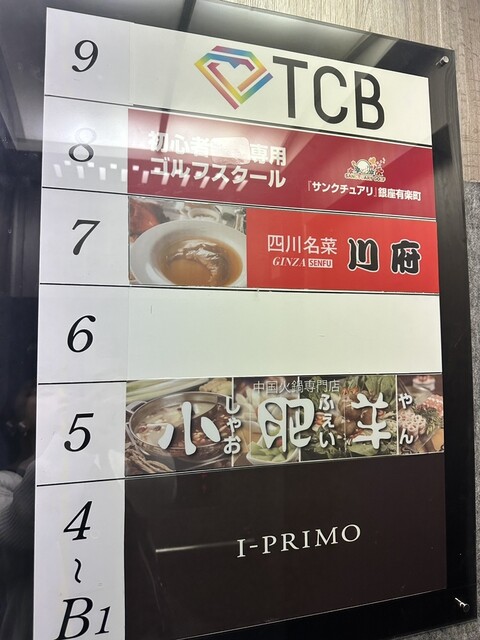 9
TCB
8
初心者 専用
ゴルフスクール
『サンクチュアリ』銀座有楽町
7
四川名菜
GINZA SENFU
川府
6
5
中国火鍋専門店
小 しゃお 肥 ふぇい 羊 やん
4
~
B1
I-PRIMO